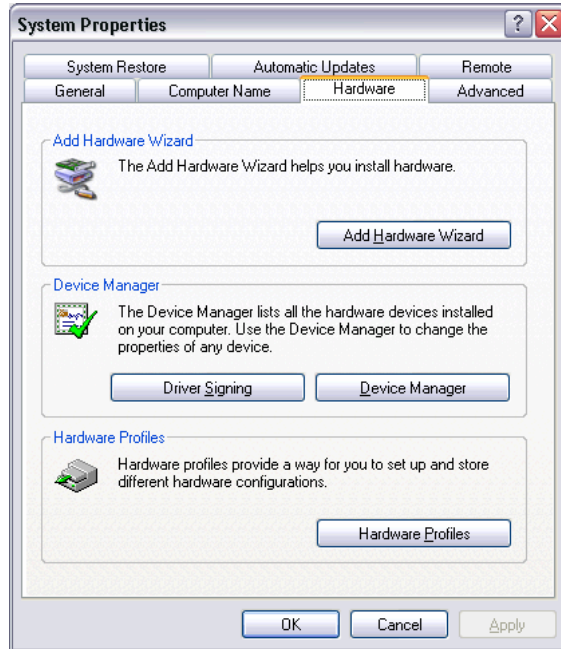 System Properties
System Restore Automatic Updates Remote
General Computer Name Hardware Advanced
Add Hardware Wizard
The Add Hardware Wizard helps you install hardware.
Add Hardware Wizard
Device Manager
The Device Manager lists all the hardware devices installed
on your computer. Use the Device Manager to change the
properties of any device.
Driver Signing Device Manager
Hardware Profiles
Hardware profiles provide a way for you to set up and store
different hardware configurations.
Hardware Profiles
OK Cancel Apply